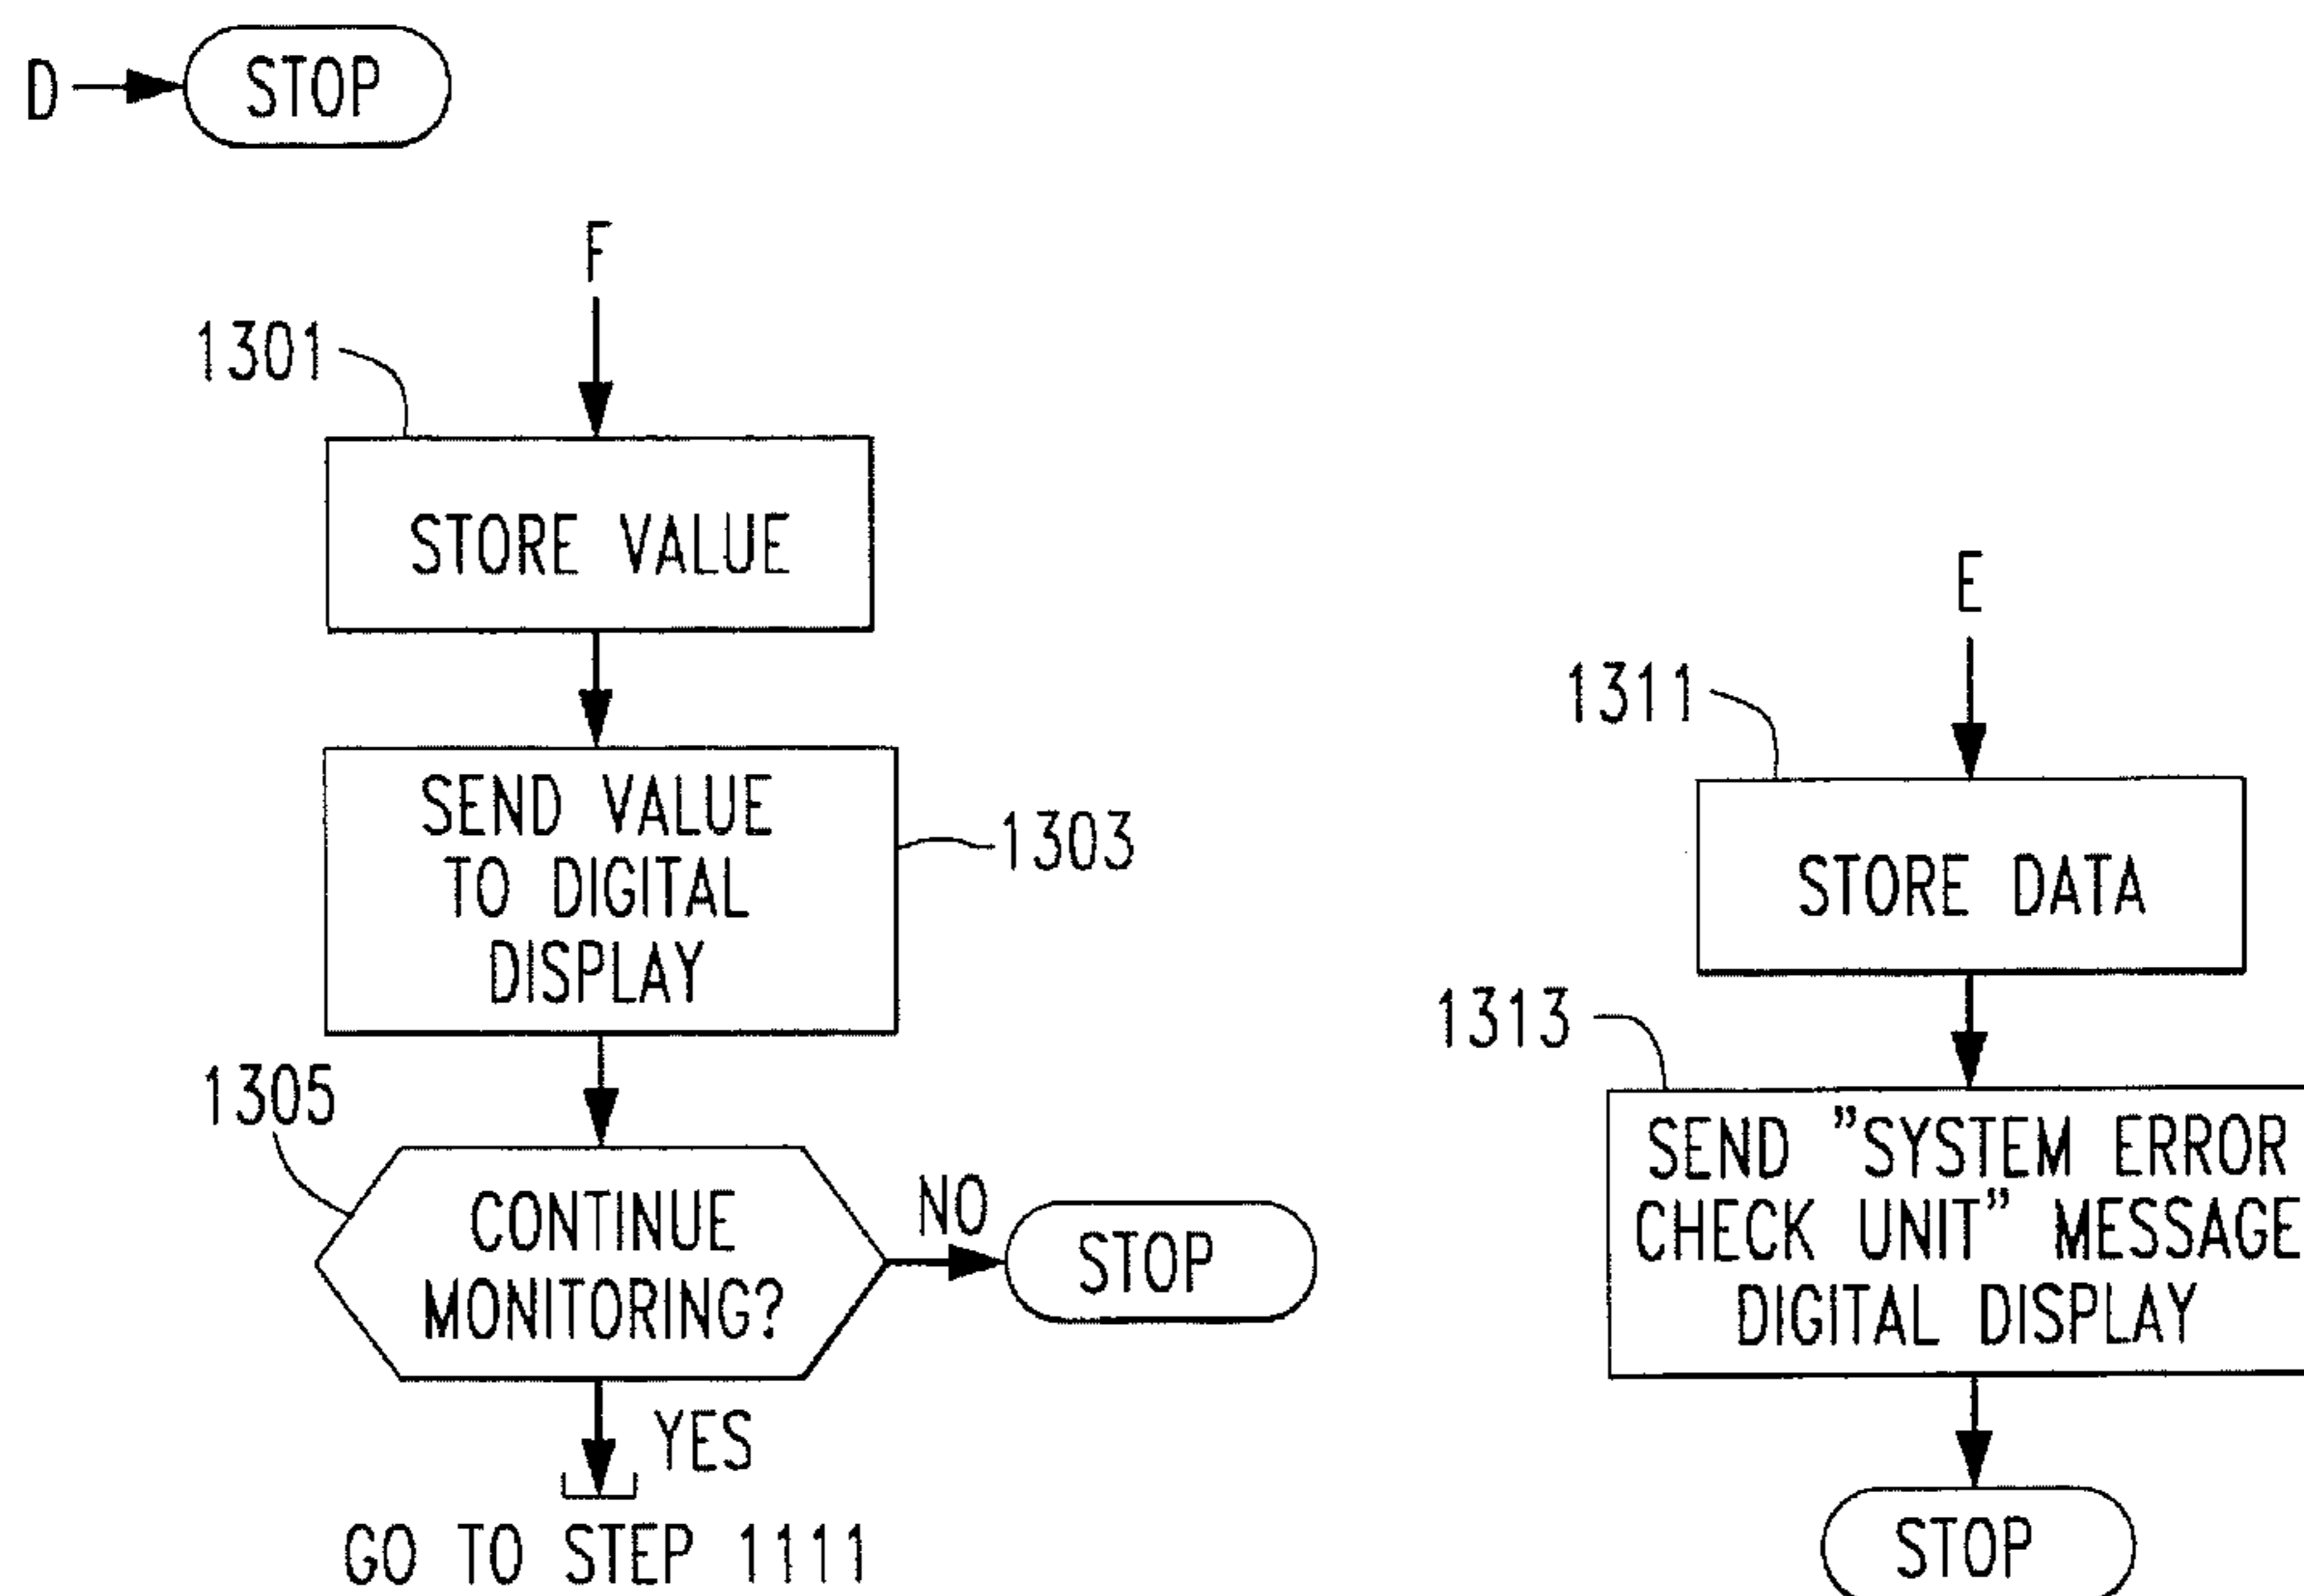 D
STOP
F
1301
STORE VALUE
SEND VALUE
TO DIGITAL
DISPLAY
1303
1305
CONTINUE
MONITORING?
NO
STOP
YES
GO TO STEP 1111
E
1311
STORE DATA
1313
SEND "SYSTEM ERROR
CHECK UNIT" MESSAGE
DIGITAL DISPLAY
STOP